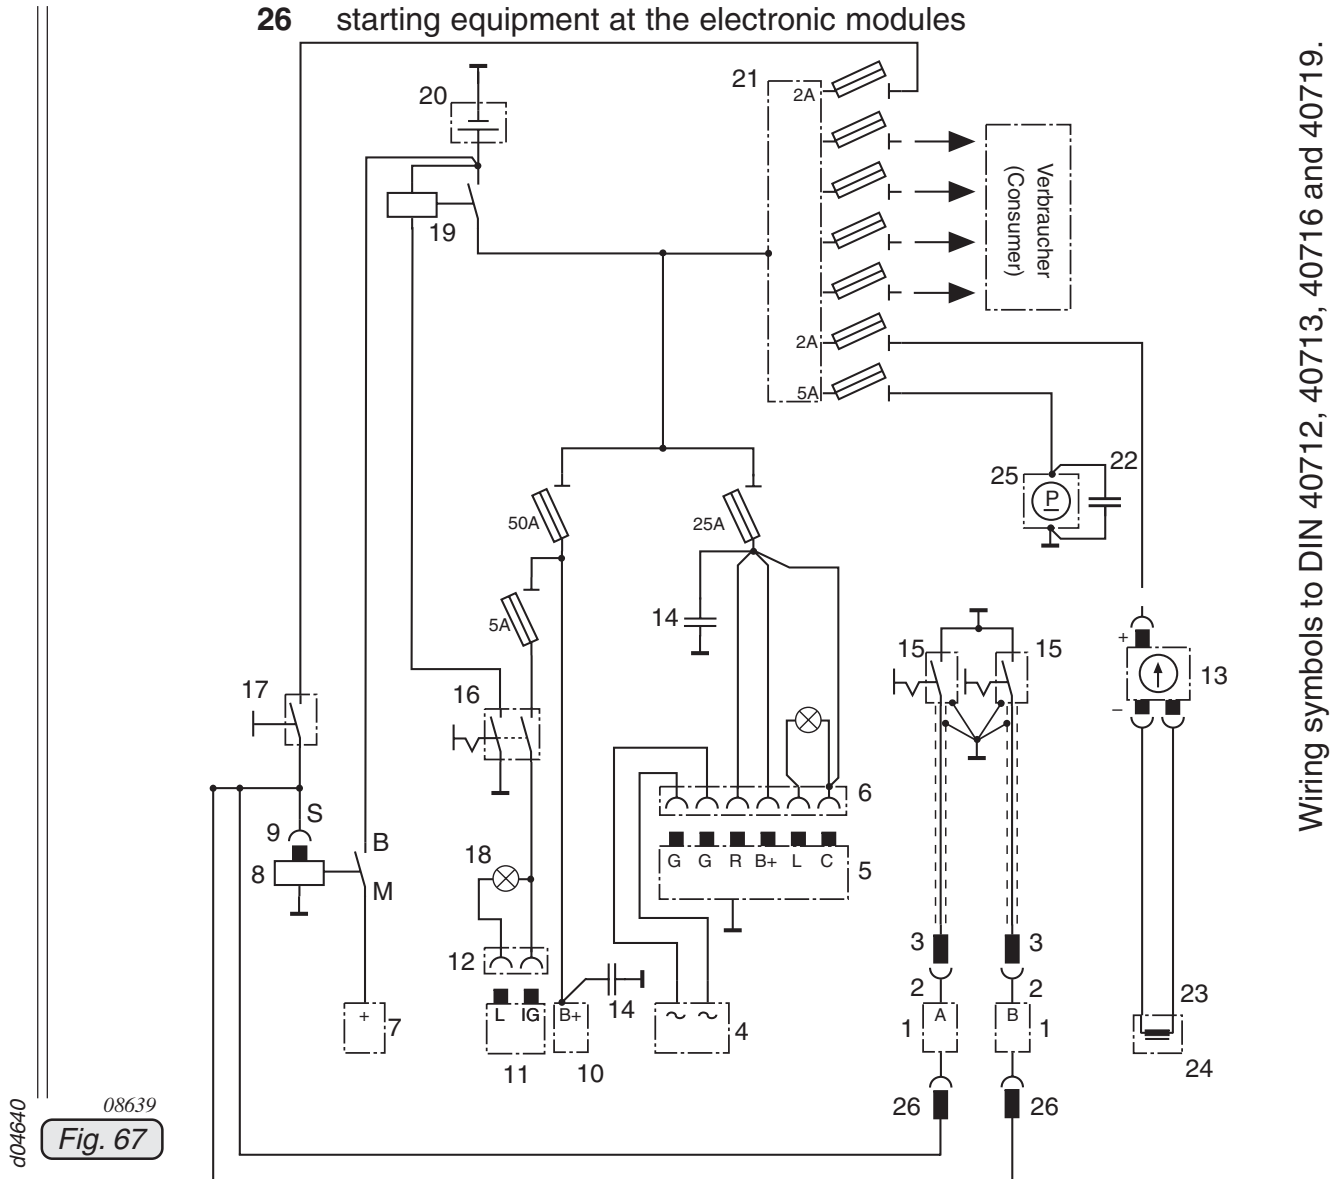 26 starting equipment at the electronic modules
21
2A
20
Verbraucher
(Consumer)
19
2A
5A
25
P
22
50A
25A
5A
14
15
15
+
13
–
17
16
6
S
9
B
8
M
18
G G R B+ L C
5
12
3
3
2
2
23
+
7
L IG
B+
14
~ ~
4
1
A
B
1
11
10
24
26
26
08639
Fig. 67
d04640
Wiring symbols to DIN 40712, 40713, 40716 and 40719.